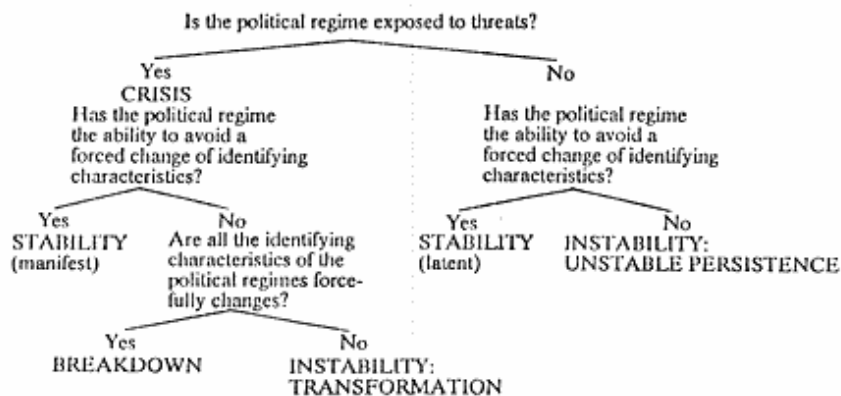 Is the political regime exposed to threats?
Yes
CRISIS
Has the political regime
the ability to avoid a
forced change of identifying
characteristics?
No
Has the political regime
the ability to avoid a
forced change of identifying
characteristics?
Yes
STABILITY
(manifest)
No
Are all the identifying
characteristics of the
political regimes force-
fully changes?
Yes
STABILITY
(latent)
No
INSTABILITY:
UNSTABLE PERSISTENCE
Yes
BREAKDOWN
No
INSTABILITY:
TRANSFORMATION